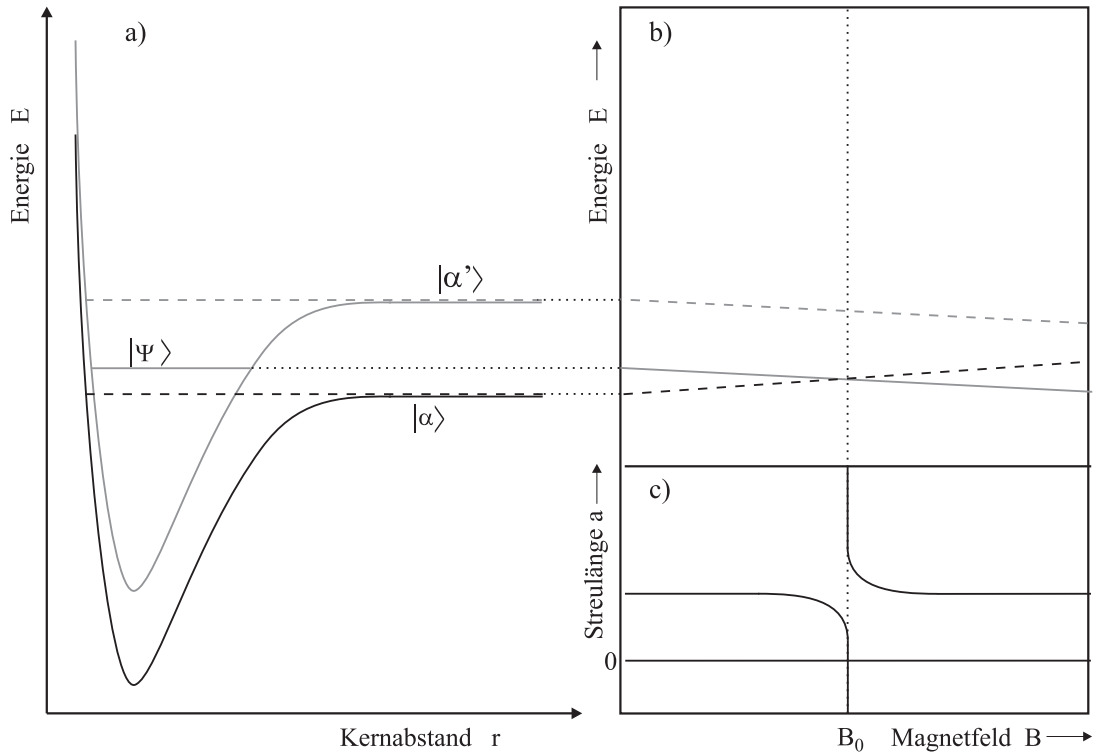 a)
Energie E
|α’⟩
|Ψ⟩
|α⟩
Kernabstand r
b)
Energie E
c)
Streulänge a
0
B₀
Magnetfeld B